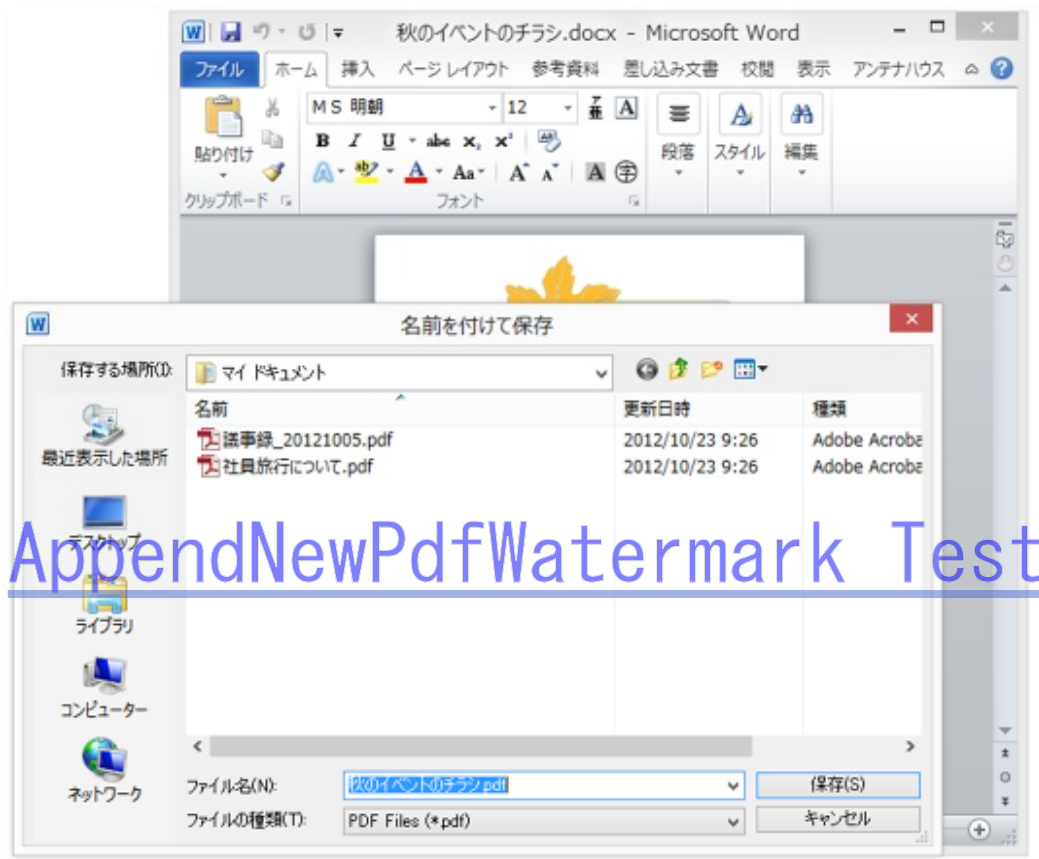 秋のイベントのチラシ.docx - Microsoft Word
ファイル ホーム 挿入 ページ レイアウト 参考資料 差し込み文書 校閲 表示 アンテナハウス
MS 明朝 12
貼り付け
段落 スタイル 編集
クリップボード フォント
名前を付けて保存
保存する場所(I): マイ ドキュメント
名前 更新日時 種類
議事録_20121005.pdf 2012/10/23 9:26 Adobe Acroba
社員旅行について.pdf 2012/10/23 9:26 Adobe Acroba
最近表示した場所
デスクトップ
AppendNewPdfWatermark Test
ライブラリ
コンピューター
ネットワーク
ファイル名(N): 秋のイベントのチラシ.pdf 保存(S)
ファイルの種類(T): PDF Files (*pdf) キャンセル